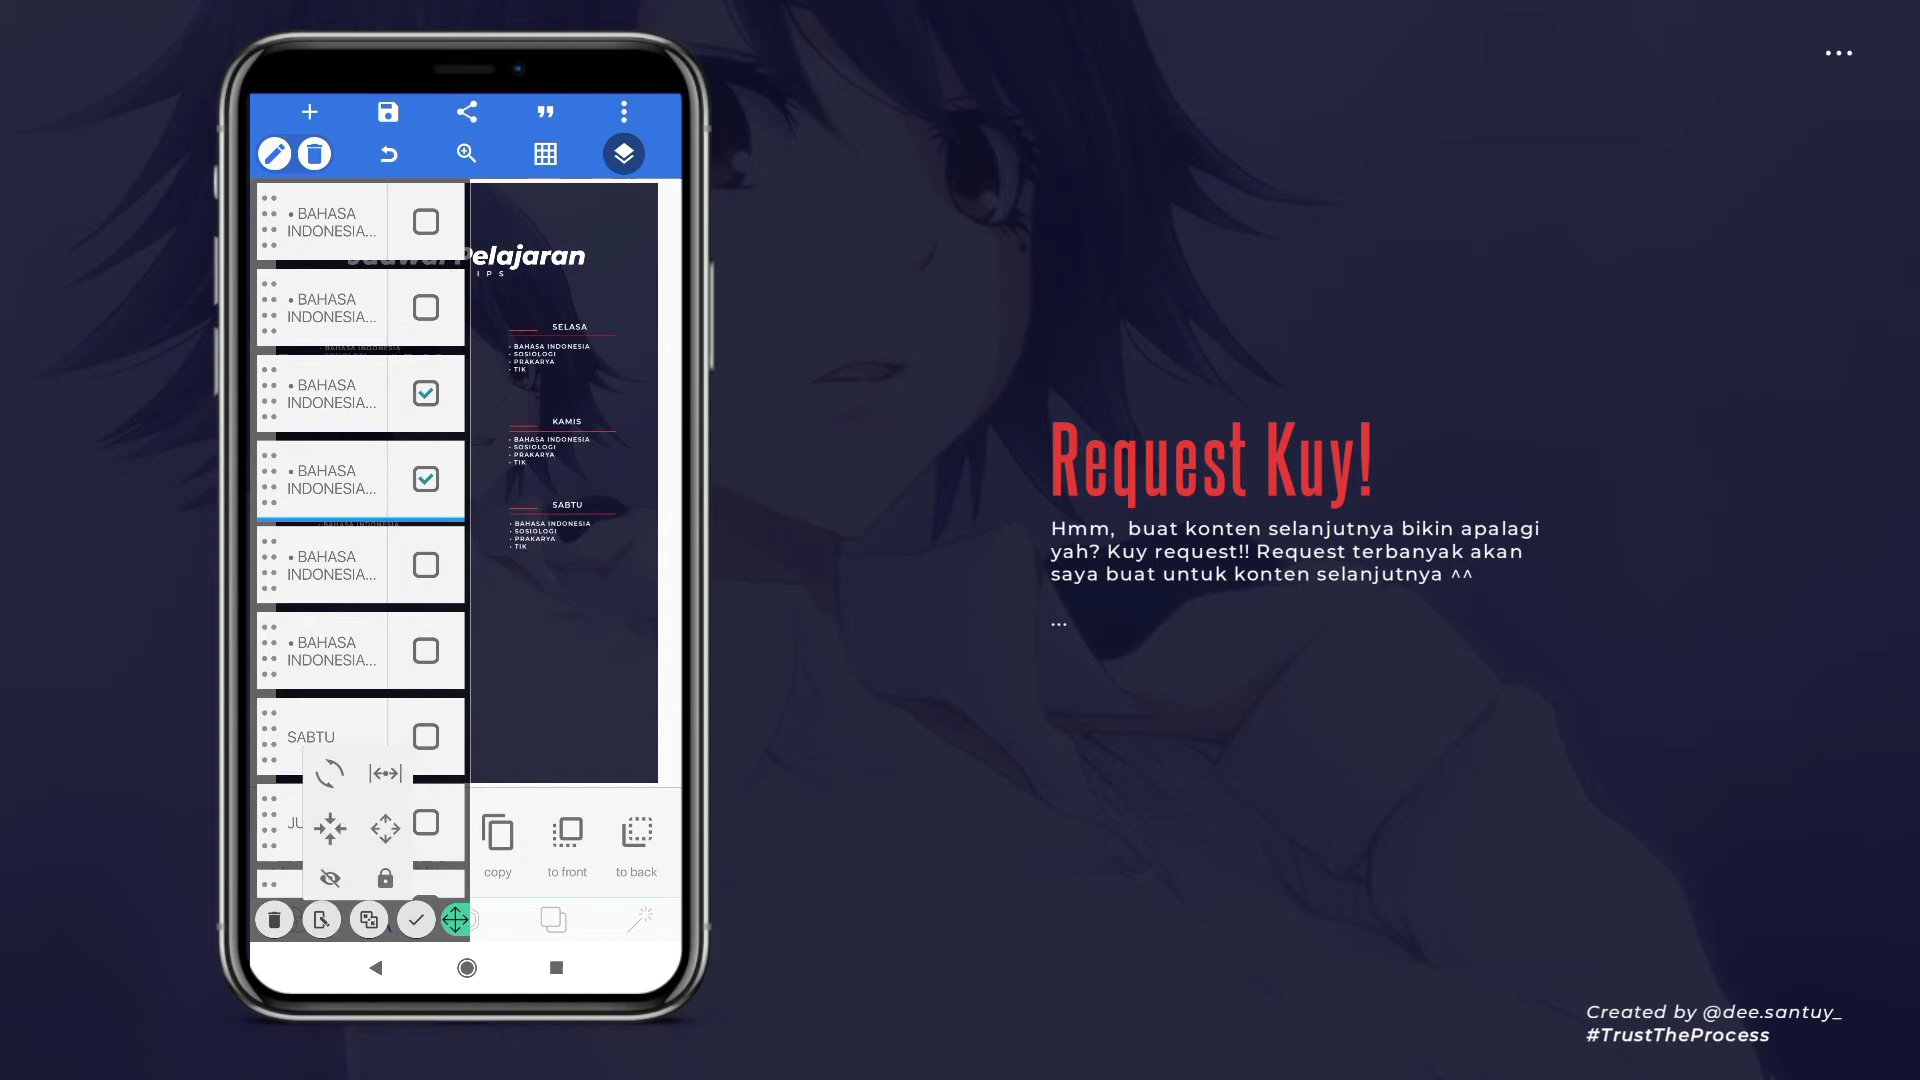 • BAHASA
INDONESIA...
• BAHASA
INDONESIA...
• BAHASA
INDONESIA...
• BAHASA
INDONESIA...
• BAHASA
INDONESIA...
• BAHASA
INDONESIA...
SABTU
JU
Pelajaran
IPS
SELASA
• BAHASA INDONESIA
• SOSIOLOGI
• PRAKARYA
• TIK
KAMIS
• BAHASA INDONESIA
• SOSIOLOGI
• PRAKARYA
• TIK
SABTU
• BAHASA INDONESIA
• SOSIOLOGI
• PRAKARYA
• TIK
copy
to front
to back
Request Kuy!
Hmm, buat konten selanjutnya bikin apalagi
yah? Kuy request!! Request terbanyak akan
saya buat untuk konten selanjutnya ^^
...
Created by @dee.santuy_
#TrustTheProcess